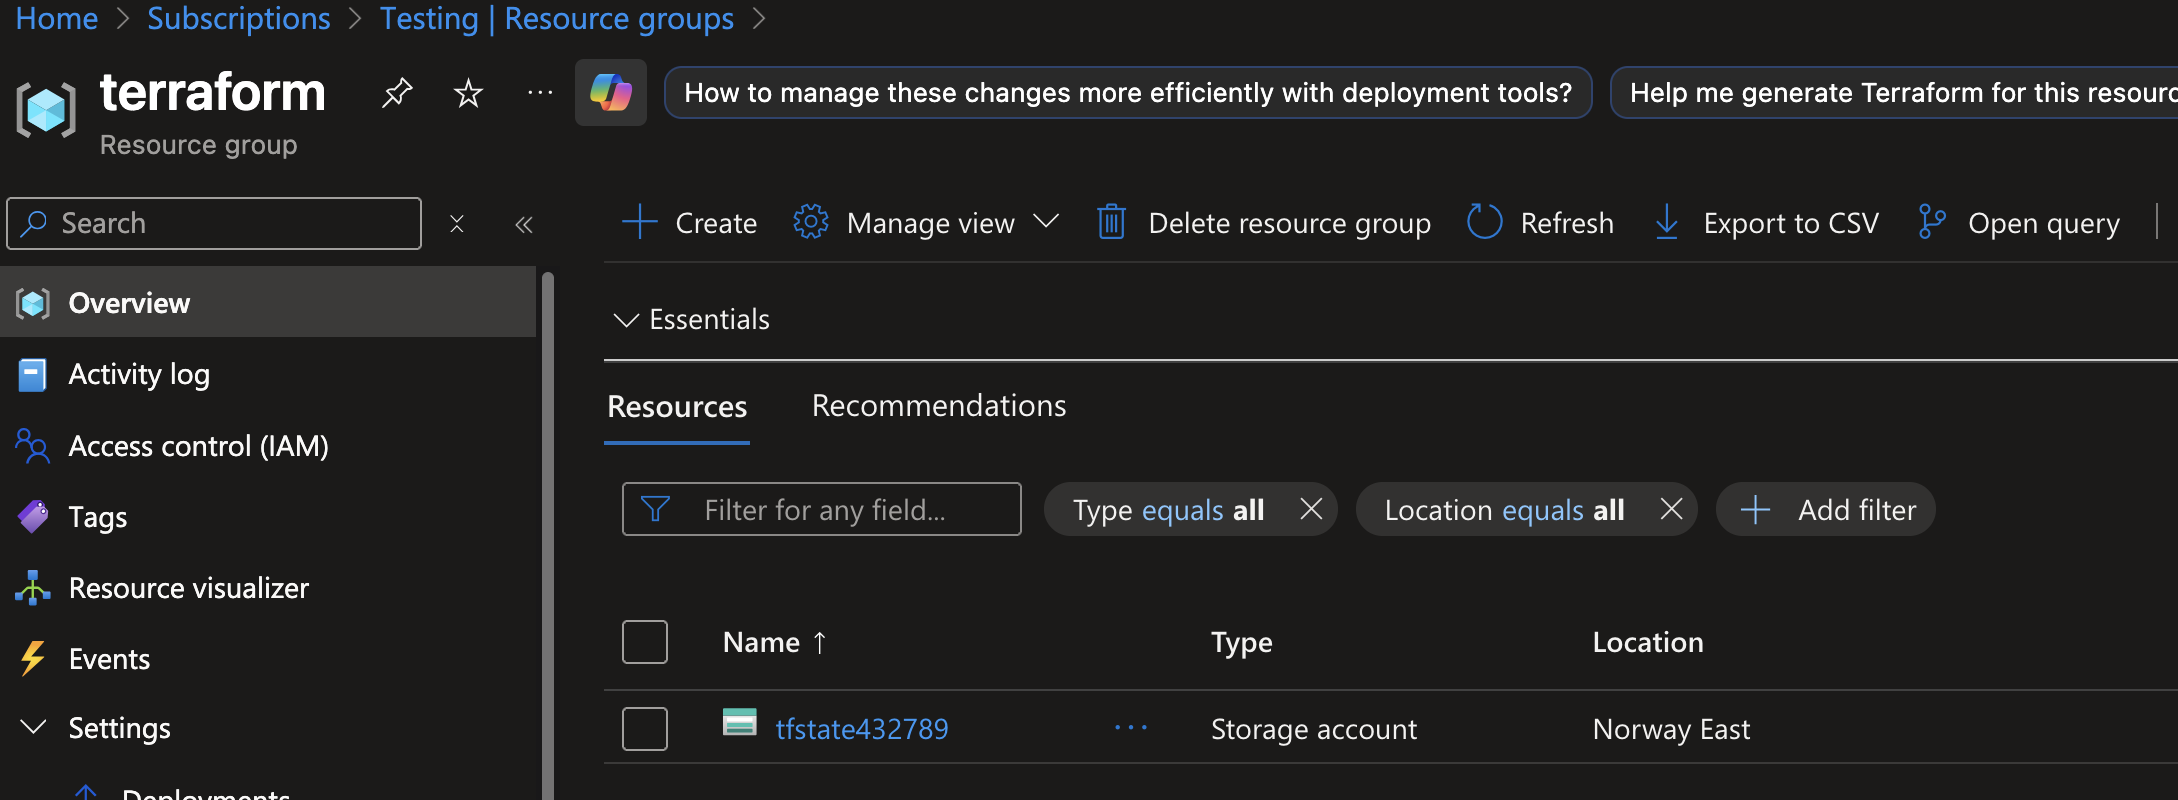 Home > Subscriptions > Testing | Resource groups >
terraform
Resource group
How to manage these changes more efficiently with deployment tools?
Help me generate Terraform for this resourc
Search
Create
Manage view
Delete resource group
Refresh
Export to CSV
Open query
Overview
Activity log
Access control (IAM)
Tags
Resource visualizer
Events
Settings
Deployments
Essentials
Resources
Recommendations
Filter for any field...
Type equals all
Location equals all
Add filter
Name ↑ Type Location
tfstate432789 ... Storage account Norway East